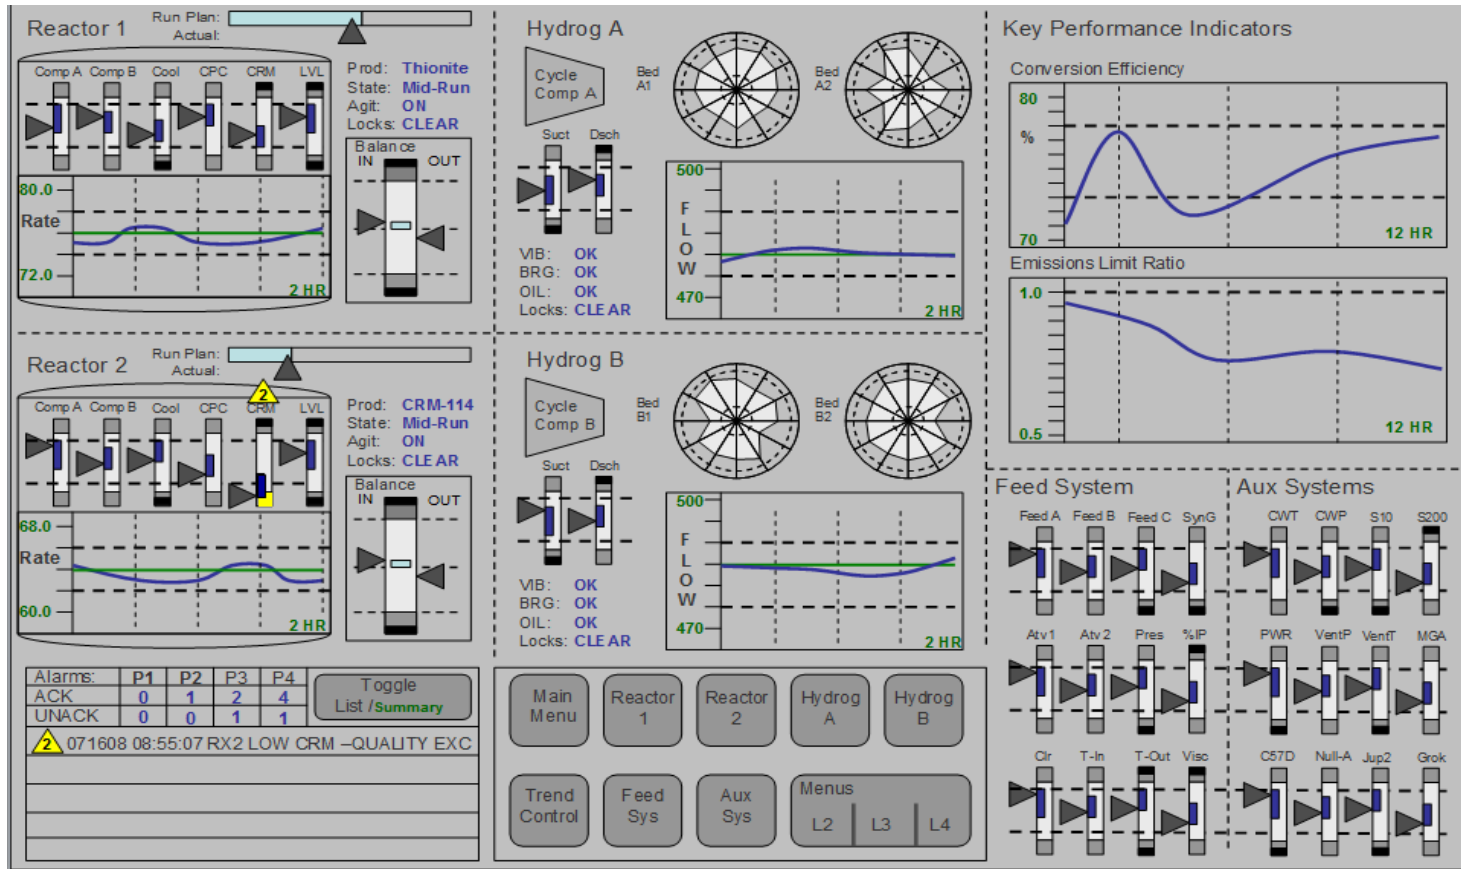 Reactor 1
Run Plan:
Actual:
Comp A Comp B Cool CPC CRM LVL
Prod: Thionite
State: Mid-Run
Agit: ON
Locks: CLEAR
Balance
IN OUT
80.0
Rate
72.0
2 HR
Hydrog A
Cycle
Comp A
Bed
A1
Bed
A2
Suct Dsch
VIB: OK
BRG: OK
OIL: OK
Locks: CLEAR
500
F
L
O
W
470
2 HR
Key Performance Indicators
Conversion Efficiency
80
%
70
12 HR
Emissions Limit Ratio
1.0
0.5
12 HR
Reactor 2
Run Plan:
Actual:
2
Comp A Comp B Cool CPC CRM LVL
Prod: CRM-114
State: Mid-Run
Agit: ON
Locks: CLEAR
Balance
IN OUT
68.0
Rate
60.0
2 HR
Hydrog B
Cycle
Comp B
Bed
B1
Bed
B2
Suct Dsch
VIB: OK
BRG: OK
OIL: OK
Locks: CLEAR
500
F
L
O
W
470
2 HR
Feed System
Feed A Feed B Feed C SynG
Atv 1 Atv 2 Pres %IP
Clr T-In T-Out Visc
Aux Systems
CWT CWP S10 S200
PWR VentP VentT MGA
C57D Null-A Jup2 Grok
Alarms: P1 P2 P3 P4
ACK 0 1 2 4
UNACK 0 0 1 1
Toggle
List /Summary
2 071608 08:55:07 RX2 LOW CRM –QUALITY EXC
Main
Menu
Reactor
1
Reactor
2
Hydrog
A
Hydrog
B
Trend
Control
Feed
Sys
Aux
Sys
Menus
L2 L3 L4